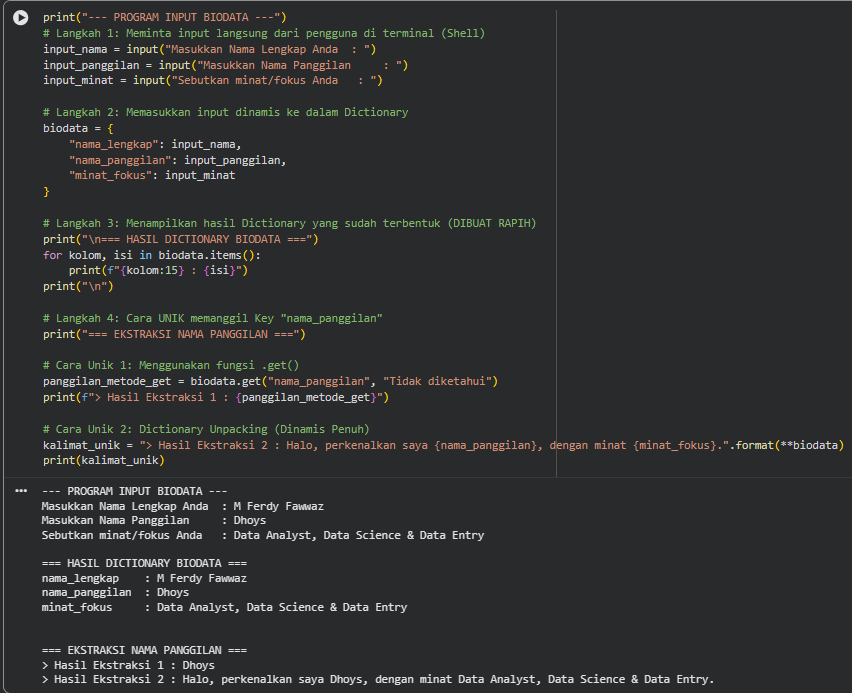 print("--- PROGRAM INPUT BIODATA ---")
# Langkah 1: Meminta input langsung dari pengguna di terminal (Shell)
input_nama = input("Masukkan Nama Lengkap Anda  : ")
input_panggilan = input("Masukkan Nama Panggilan     : ")
input_minat = input("Sebutkan minat/fokus Anda   : ")

# Langkah 2: Memasukkan input dinamis ke dalam Dictionary
biodata = {
    "nama_lengkap": input_nama,
    "nama_panggilan": input_panggilan,
    "minat_fokus": input_minat
}

# Langkah 3: Menampilkan hasil Dictionary yang sudah terbentuk (DIBUAT RAPIH)
print("\n=== HASIL DICTIONARY BIODATA ===")
for kolom, isi in biodata.items():
    print(f"{kolom:15} : {isi}")
print("\n")

# Langkah 4: Cara UNIK memanggil Key "nama_panggilan"
print("=== EKSTRAKSI NAMA PANGGILAN ===")

# Cara Unik 1: Menggunakan fungsi .get()
panggilan_metode_get = biodata.get("nama_panggilan", "Tidak diketahui")
print(f"> Hasil Ekstraksi 1 : {panggilan_metode_get}")

# Cara Unik 2: Dictionary Unpacking (Dinamis Penuh)
kalimat_unik = "> Hasil Ekstraksi 2 : Halo, perkenalkan saya {nama_panggilan}, dengan minat {minat_fokus}.".format(**biodata)
print(kalimat_unik)
--- PROGRAM INPUT BIODATA ---
Masukkan Nama Lengkap Anda  : M Ferdy Fawwaz
Masukkan Nama Panggilan     : Dhoys
Sebutkan minat/fokus Anda   : Data Analyst, Data Science & Data Entry

=== HASIL DICTIONARY BIODATA ===
nama_lengkap    : M Ferdy Fawwaz
nama_panggilan  : Dhoys
minat_fokus     : Data Analyst, Data Science & Data Entry

=== EKSTRAKSI NAMA PANGGILAN ===
> Hasil Ekstraksi 1 : Dhoys
> Hasil Ekstraksi 2 : Halo, perkenalkan saya Dhoys, dengan minat Data Analyst, Data Science & Data Entry.